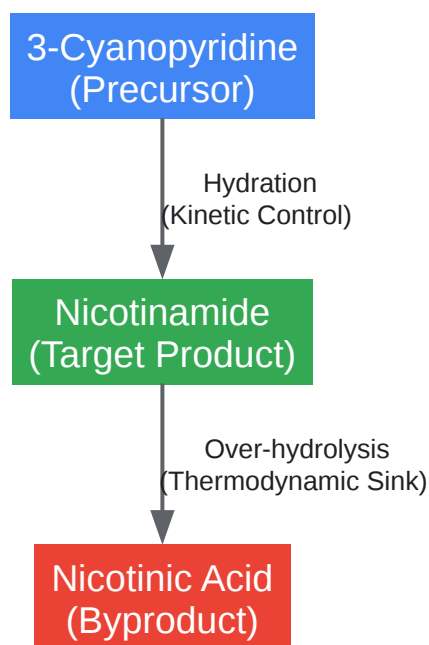 3-Cyanopyridine
(Precursor)
Hydration
(Kinetic Control)
Nicotinamide
(Target Product)
Over-hydrolysis
(Thermodynamic Sink)
Nicotinic Acid
(Byproduct)